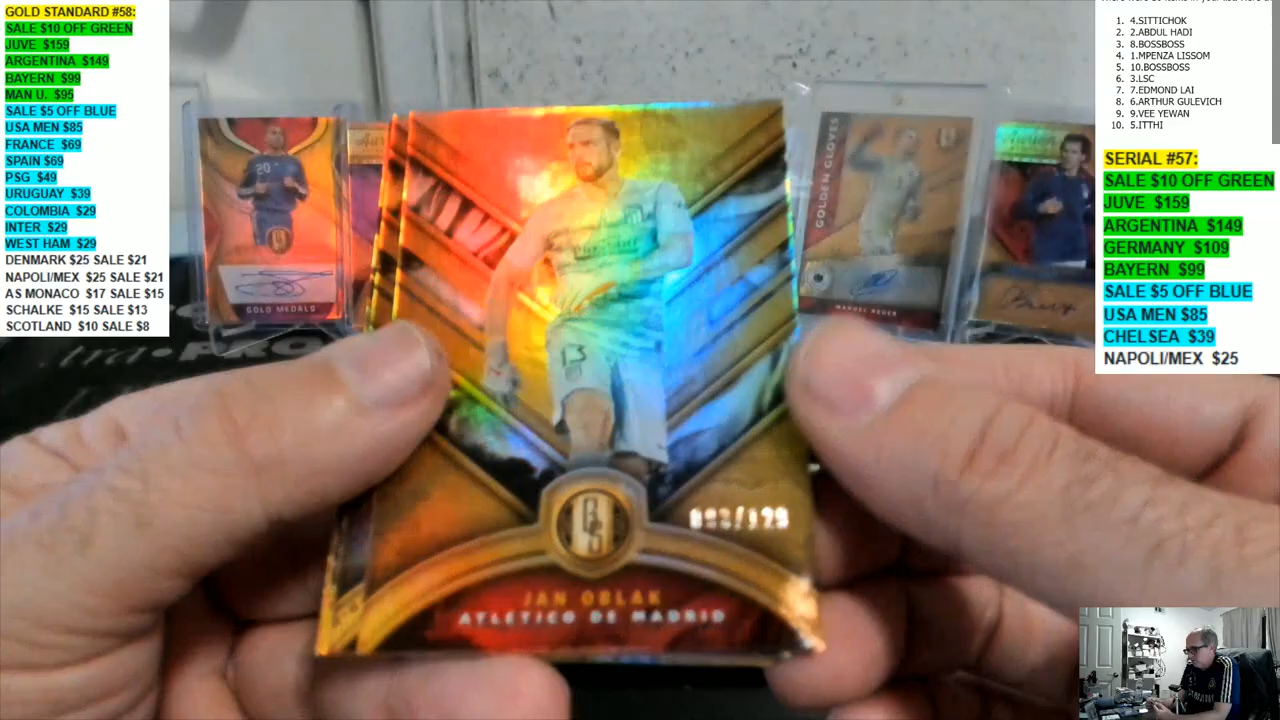 GOLD STANDARD #58:
SALE $10 OFF GREEN
JUVE $159
ARGENTINA $149
BAYERN $99
MAN U. $95
SALE $5 OFF BLUE
USA MEN $85
FRANCE $69
SPAIN $69
PSG $49
URUGUAY $39
COLOMBIA $29
INTER $29
WEST HAM $29
DENMARK $25 SALE $21
NAPOLI/MEX $25 SALE $21
AS MONACO $17 SALE $15
SCHALKE $15 SALE $13
SCOTLAND $10 SALE $8
1. 4.SITTICHOK
2. 2.ABDUL HADI
3. 8.BOSSBOSS
4. 1.MPENZA LISSOM
5. 10.BOSSBOSS
6. 3.LSC
7. 7.EDMOND LAI
8. 6.ARTHUR GULEVICH
9. 9.VEE YEWAN
10. 5.ITTHI
SERIAL #57:
SALE $10 OFF GREEN
JUVE $159
ARGENTINA $149
GERMANY $109
BAYERN $99
SALE $5 OFF BLUE
USA MEN $85
CHELSEA $39
NAPOLI/MEX $25
20
GOLD MEDALS
GOLDEN GLOVES
MANUEL NEUER
13
JAN OBLAK
ATLETICO DE MADRID